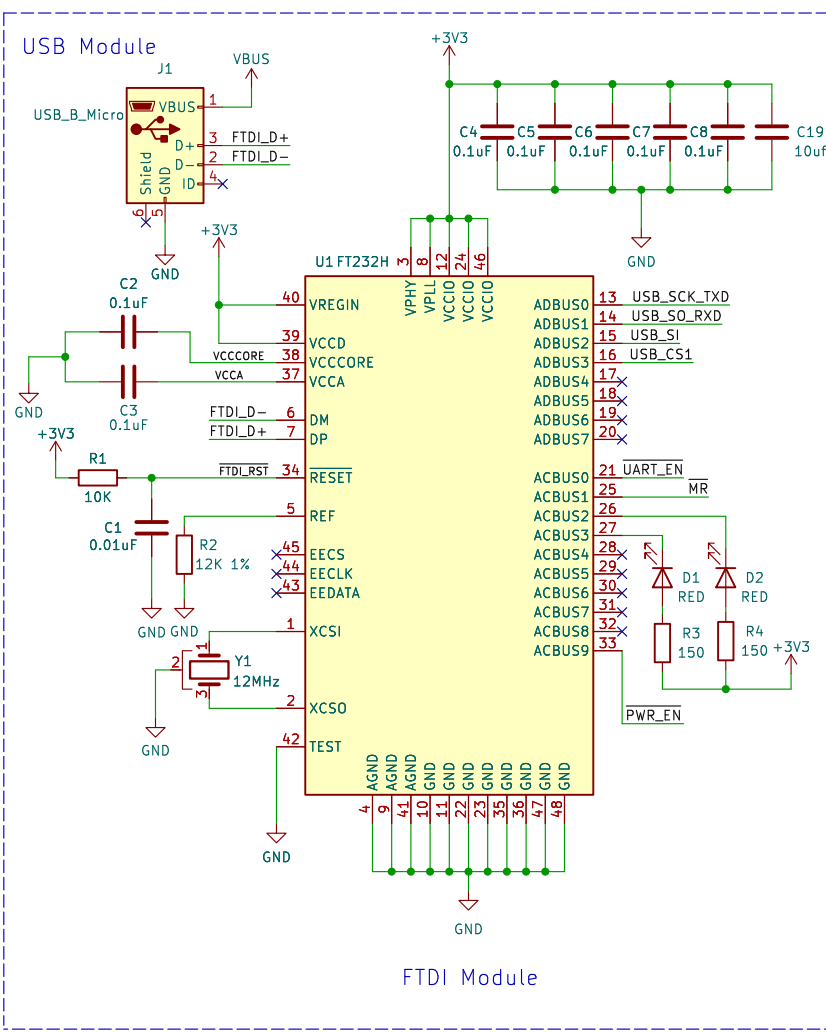 USB Module
J1
USB_B_Micro
VBUS
VBUS 1
D+ 3 FTDI_D+
D- 2 FTDI_D-
ID 4
Shield
GND
6
5
GND
+3V3
C4
0.1uF
C5
0.1uF
C6
0.1uF
C7
0.1uF
C8
0.1uF
C19
10uF
GND
+3V3
C2
0.1uF
VCCCORE
VCCA
C3
0.1uF
GND
FTDI_D-
FTDI_D+
+3V3
R1
10K
FTDI_RST
C1
0.01uF
GND
R2
12K 1%
GND
Y1
12MHz
1
2
3
GND
GND
U1 FT232H
3 VPHY
8 VPLL
12 VCCIO
24 VCCIO
46 VCCIO
40 VREGIN
39 VCCD
38 VCCCORE
37 VCCA
6 DM
7 DP
34 RESET
5 REF
45 EECS
44 EECLK
43 EEDATA
1 XCSI
2 XCSO
42 TEST
ADBUS0 13 USB_SCK_TXD
ADBUS1 14 USB_SO_RXD
ADBUS2 15 USB_SI
ADBUS3 16 USB_CS1
ADBUS4 17
ADBUS5 18
ADBUS6 19
ADBUS7 20
ACBUS0 21 UART_EN
ACBUS1 25 MR
ACBUS2 26
ACBUS3 27
ACBUS4 28
ACBUS5 29
ACBUS6 30
ACBUS7 31
ACBUS8 32
ACBUS9 33
PWR_EN
D1
RED
D2
RED
R3
150
R4
150
+3V3
AGND 4
AGND 9
AGND 41
GND 10
GND 11
GND 22
GND 23
GND 35
GND 36
GND 47
GND 48
GND
FTDI Module